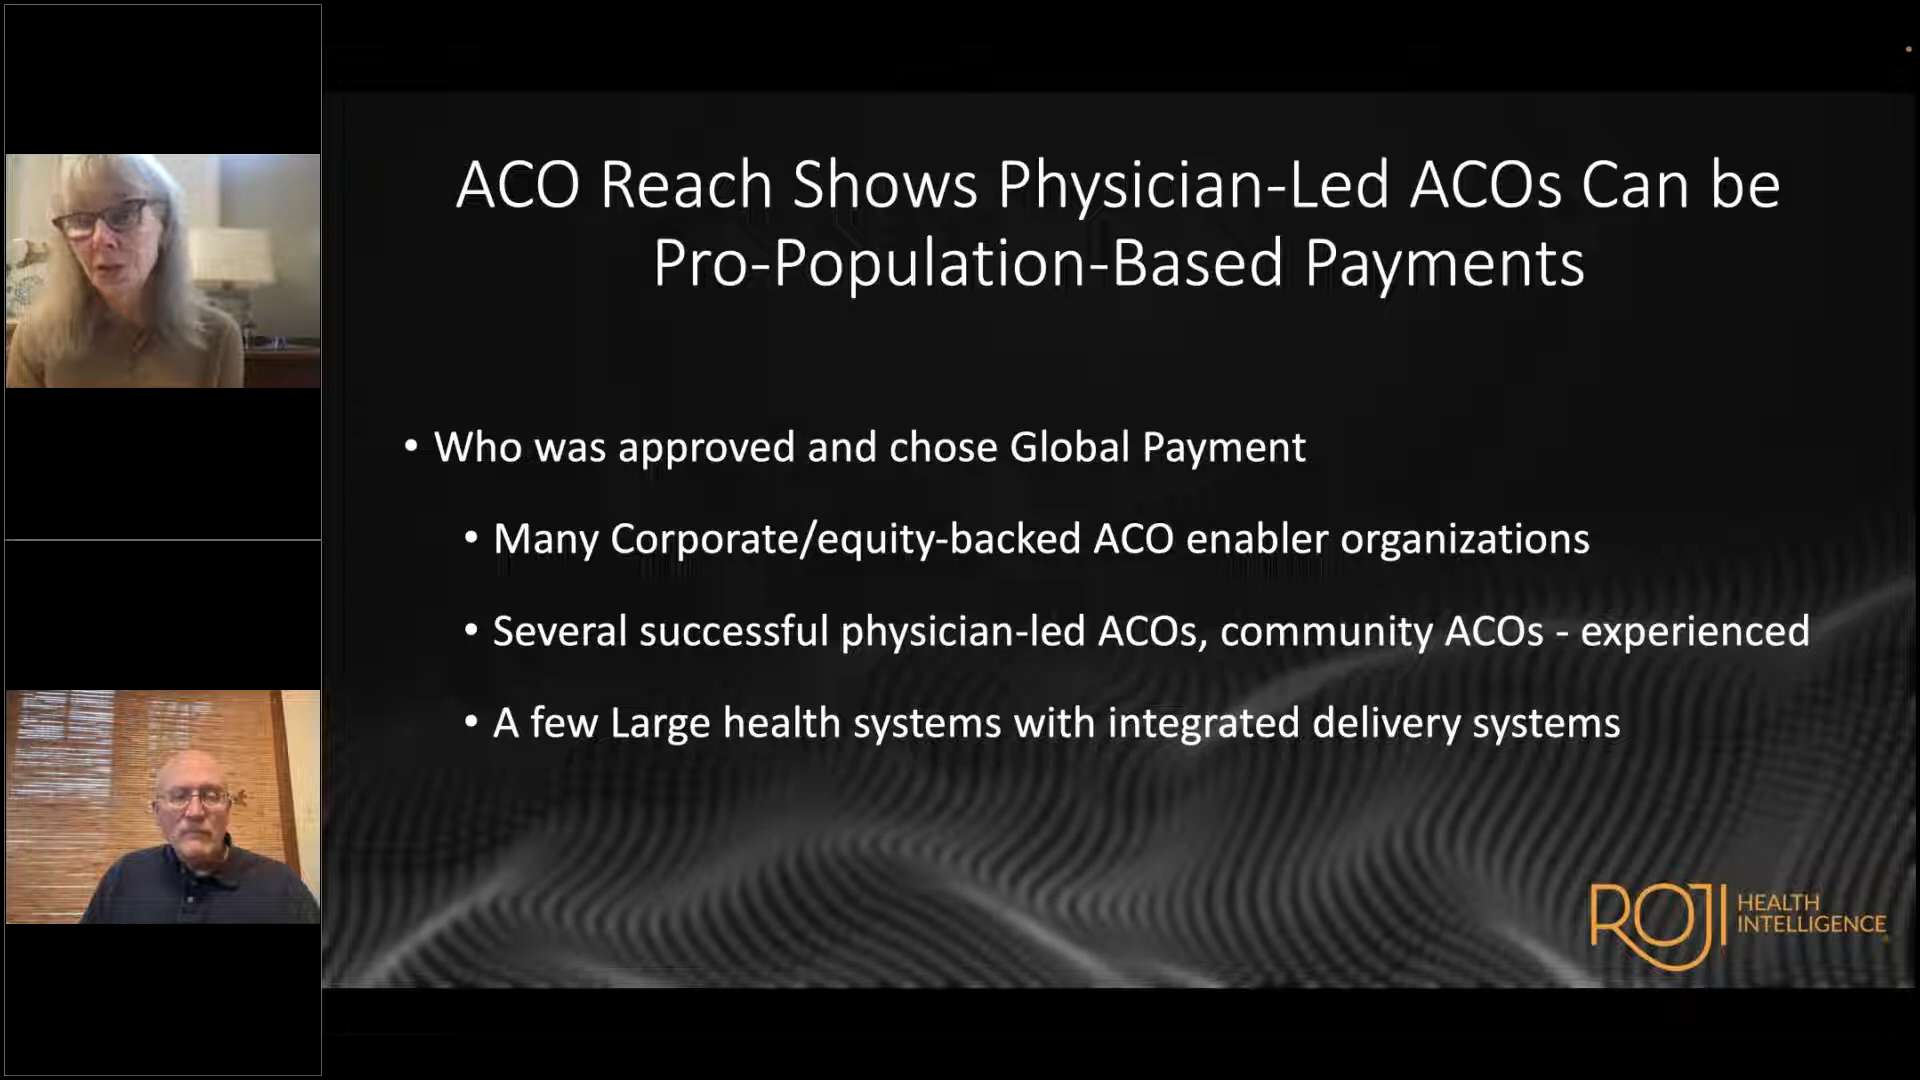 ACO Reach Shows Physician-Led ACOs Can be
Pro-Population-Based Payments
• Who was approved and chose Global Payment
• Many Corporate/equity-backed ACO enabler organizations
• Several successful physician-led ACOs, community ACOs - experienced
• A few Large health systems with integrated delivery systems
ROJI HEALTH
INTELLIGENCE